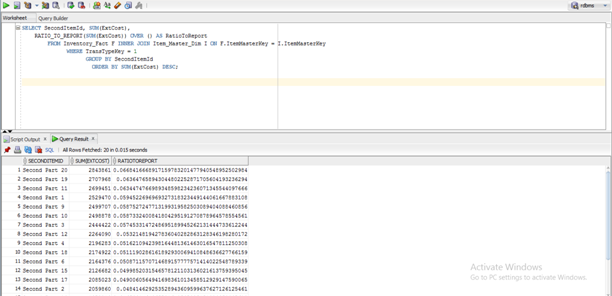 rdbms
Worksheet Query Builder
SELECT SecondItemId, SUM(ExtCost),
RATIO_TO_REPORT(SUM(ExtCost)) OVER () AS RatioToReport
FROM Inventory_Fact F INNER JOIN Item_Master_Dim I ON F.ItemMasterKey = I.ItemMasterKey
WHERE TransTypeKey = 1
GROUP BY SecondItemId
ORDER BY SUM(ExtCost) DESC;
Script Output × Query Result ×
SQL | All Rows Fetched: 20 in 0.015 seconds
SECONDITEMID SUM(EXTCOST) RATIOTOREPORT
1 Second Part 20 2843861
2 Second Part 19 2707968
3 Second Part 11 2699451
4 Second Part 1 2529470
5 Second Part 9 2499707
6 Second Part 10 2498878
7 Second Part 3 2444422
8 Second Part 12 2264090
9 Second Part 4 2196283
10 Second Part 18 2174922
11 Second Part 6 2164376
12 Second Part 15 2126682
13 Second Part 17 2085023
14 Second Part 2 2059860
Activate Windows
Go to PC settings to activate Windows.